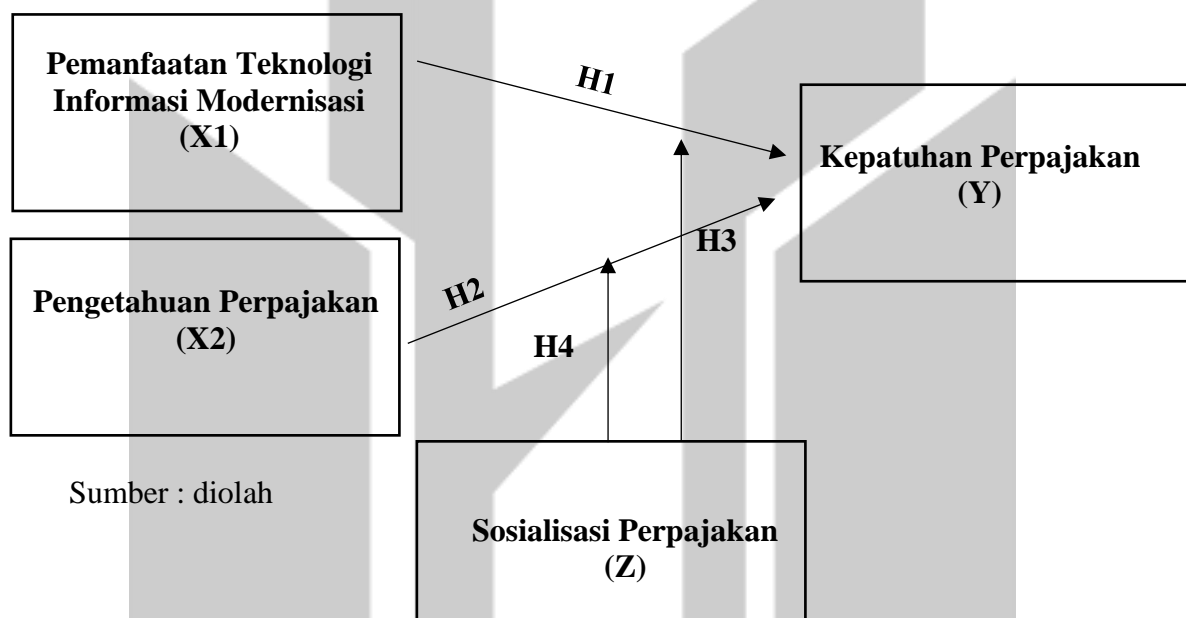 Pemanfaatan Teknologi
Informasi Modernisasi
(X1)
H1
Kepatuhan Perpajakan
(Y)
Pengetahuan Perpajakan
(X2)
H2
H3
H4
Sumber : diolah
Sosialisasi Perpajakan
(Z)